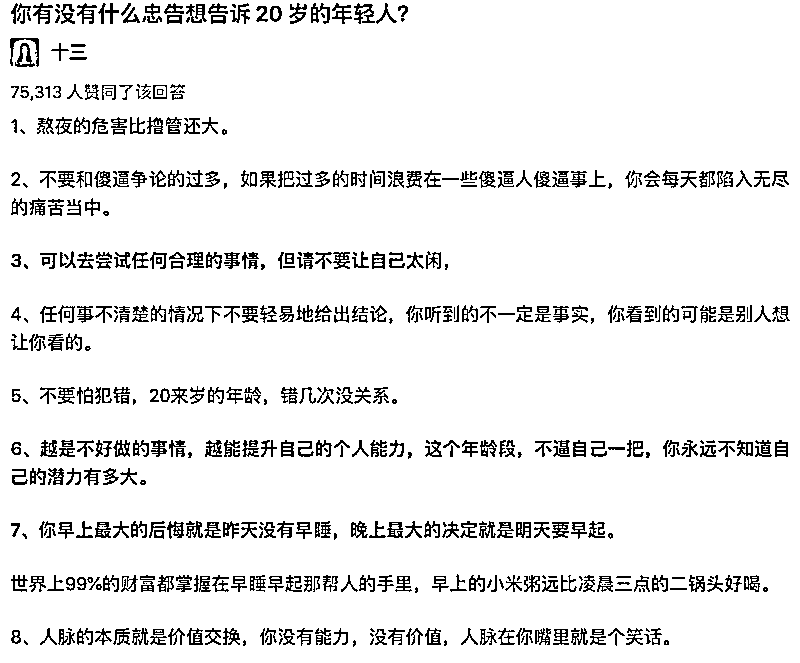 你有没有什么忠告想告诉 20 岁的年轻人？
十三
75,313 人赞同了该回答
1、熬夜的危害比撸管还大。
2、不要和傻逼争论的过多，如果把过多的时间浪费在一些傻逼人傻逼事上，你会每天都陷入无尽
的痛苦当中。
3、可以去尝试任何合理的事情，但请不要让自己太闲，
4、任何事不清楚的情况下不要轻易地给出结论，你听到的不一定是事实，你看到的可能是别人想
让你看的。
5、不要怕犯错，20来岁的年龄，错几次没关系。
6、越是不好做的事情，越能提升自己的个人能力，这个年龄段，不逼自己一把，你永远不知道自
己的潜力有多大。
7、你早上最大的后悔就是昨天没有早睡，晚上最大的决定就是明天要早起。
世界上99%的财富都掌握在早睡早起那帮人的手里，早上的小米粥远比凌晨三点的二锅头好喝。
8、人脉的本质就是价值交换，你没有能力，没有价值，人脉在你嘴里就是个笑话。